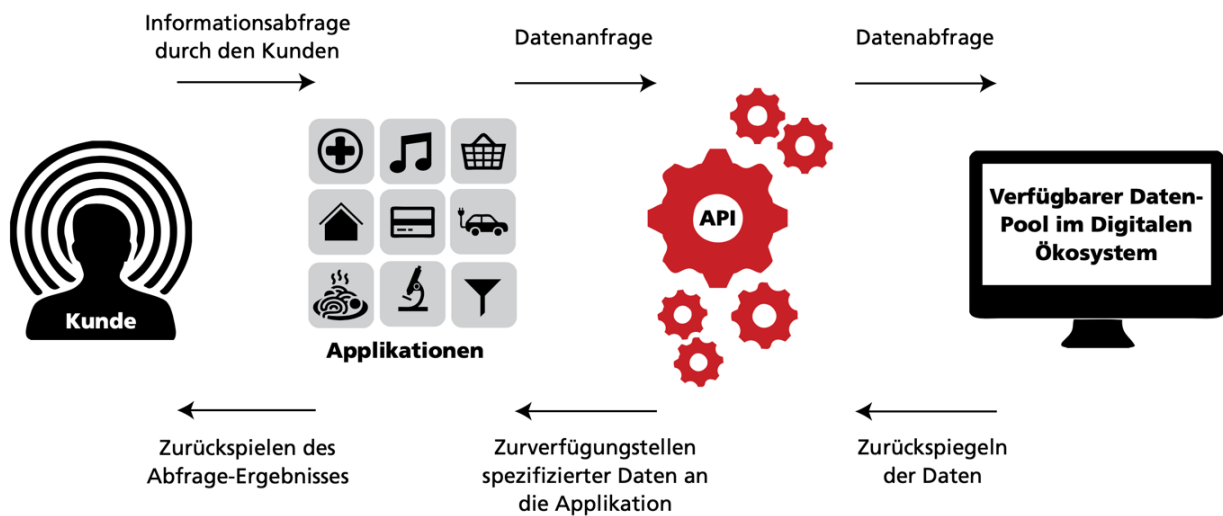 Informationsabfrage
durch den Kunden
Datenanfrage
Datenabfrage
Kunde
Applikationen
API
Verfügbarer Daten-
Pool im Digitalen
Ökosystem
Zurückspielen des
Abfrage-Ergebnisses
Zurverfügungstellen
spezifizierter Daten an
die Applikation
Zurückspiegeln
der Daten